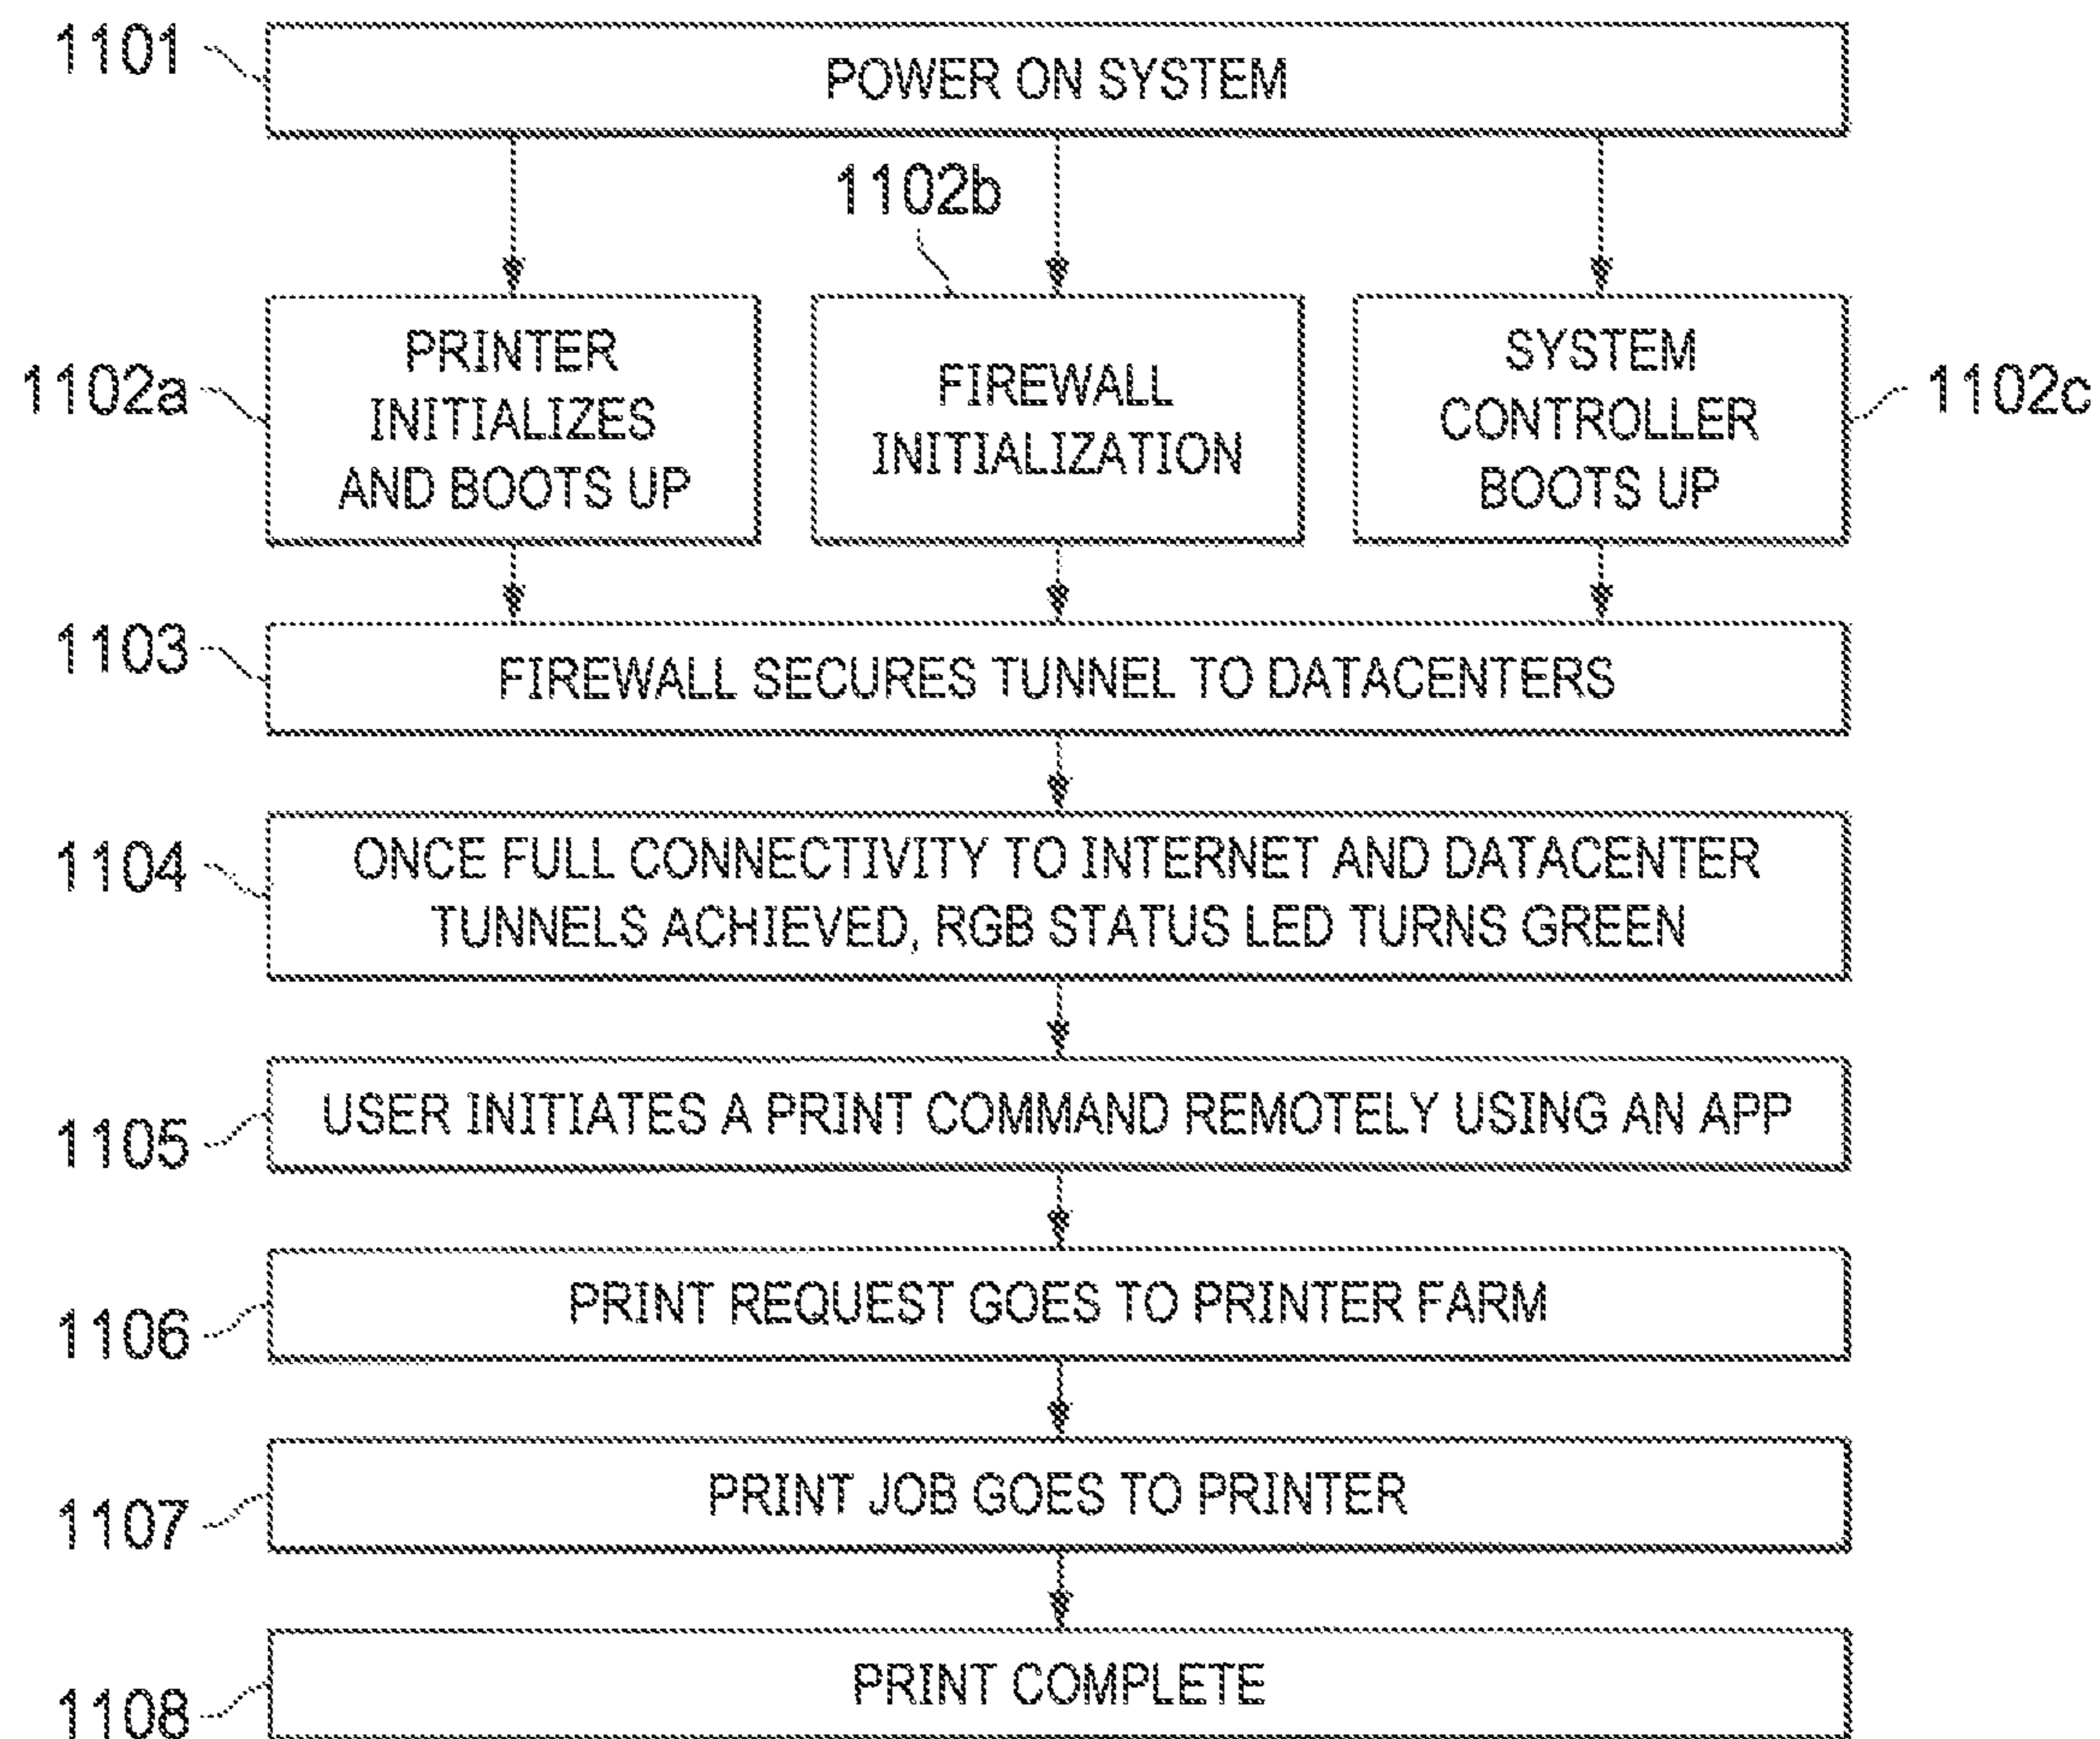 1101
POWER ON SYSTEM
1102b
1102a
PRINTER
INITIALIZES
AND BOOTS UP
FIREWALL
INITIALIZATION
SYSTEM
CONTROLLER
BOOTS UP
1102c
1103
FIREWALL SECURES TUNNEL TO DATACENTERS
1104
ONCE FULL CONNECTIVITY TO INTERNET AND DATACENTER
TUNNELS ACHIEVED, RGB STATUS LED TURNS GREEN
1105
USER INITIATES A PRINT COMMAND REMOTELY USING AN APP
1106
PRINT REQUEST GOES TO PRINTER FARM
1107
PRINT JOB GOES TO PRINTER
1108
PRINT COMPLETE